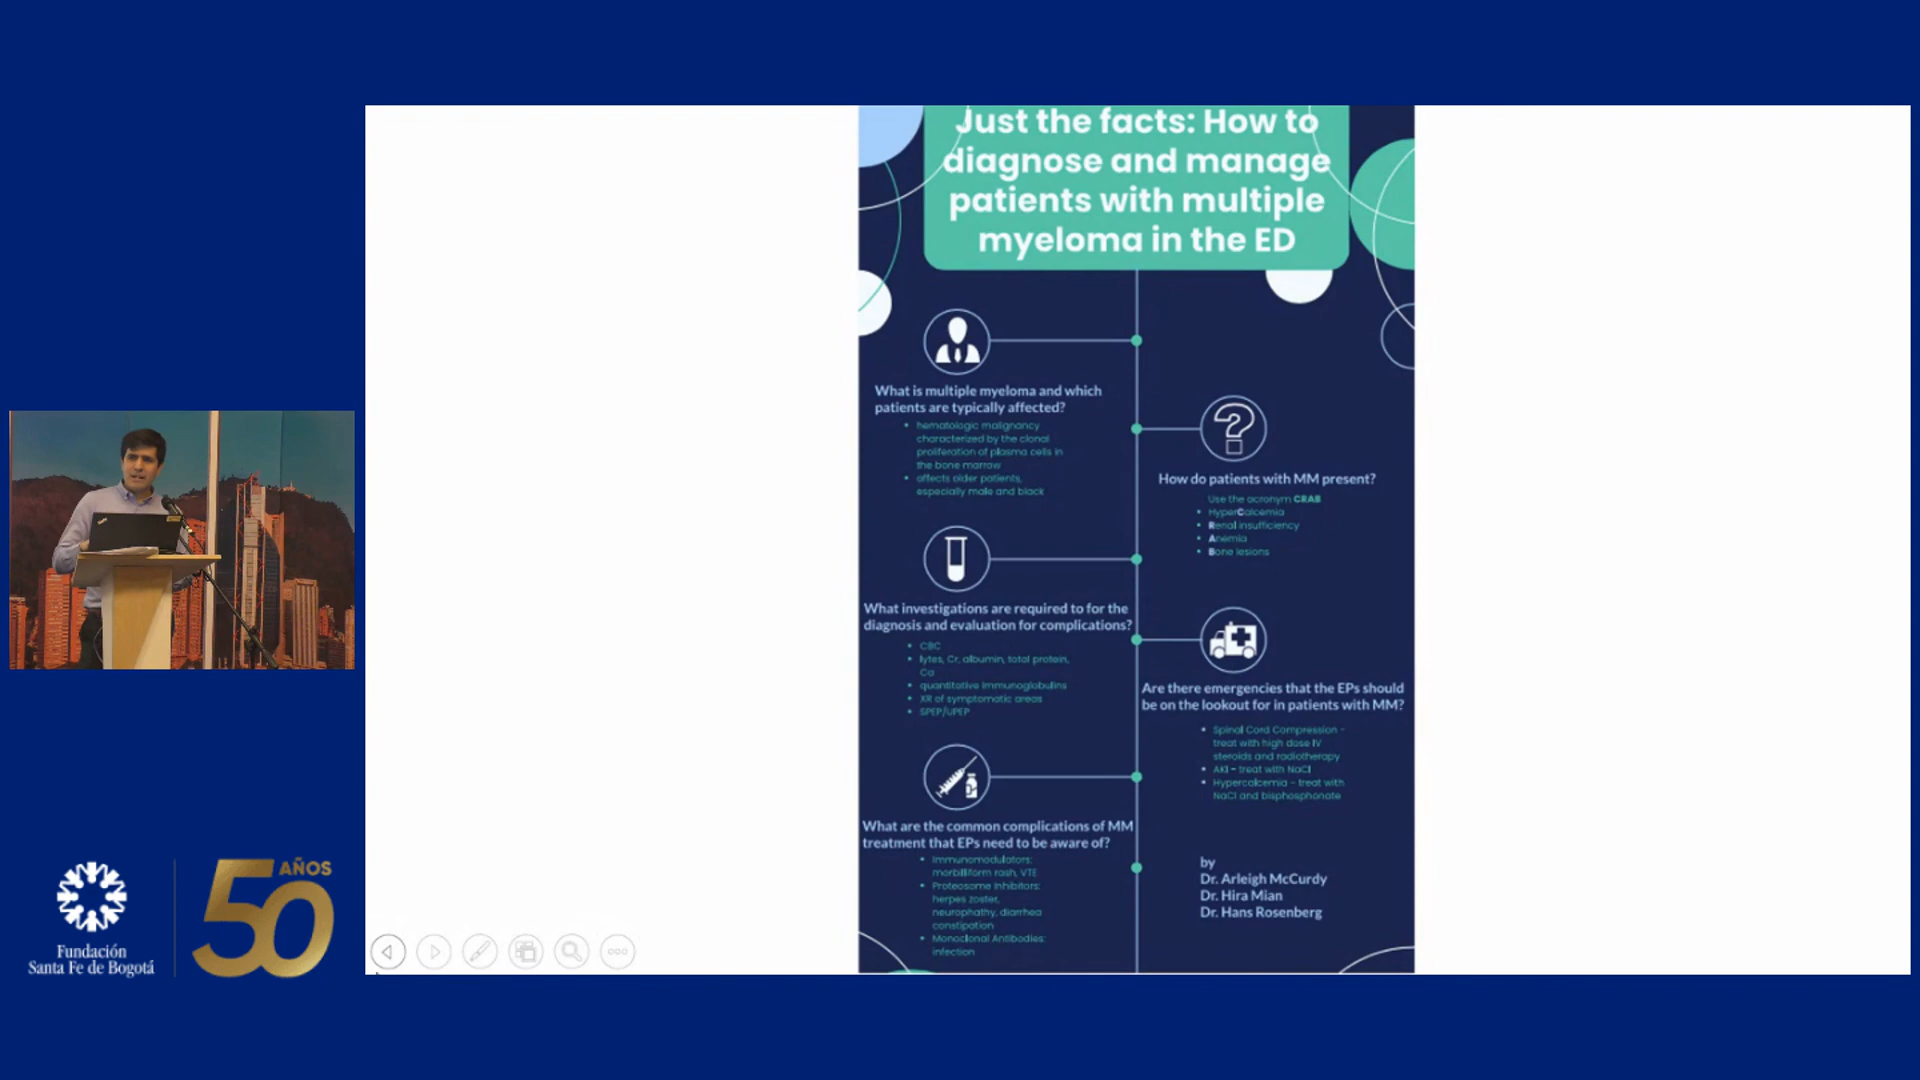 Just the facts: How to
diagnose and manage
patients with multiple
myeloma in the ED
What is multiple myeloma and which
patients are typically affected?
• hematologic malignancy
characterized by the clonal
proliferation of plasma cells in
the bone marrow
• affects older patients,
especially male and black
How do patients with MM present?
Use the acronym CRAB
• HyperCalcemia
• Renal insufficiency
• Anemia
• Bone lesions
What investigations are required to for the
diagnosis and evaluation for complications?
• CBC
• lytes, Cr, albumin, total protein,
Ca
• quantitative immunoglobulins
• XR of symptomatic areas
• SPEP/UPEP
Are there emergencies that the EPs should
be on the lookout for in patients with MM?
• Spinal Cord Compression -
treat with high dose IV
steroids and radiotherapy
• AKI - treat with NaCl
• Hypercalcemia - treat with
NaCl and bisphosphonate
What are the common complications of MM
treatment that EPs need to be aware of?
• Immunomodulators:
morbilliform rash, VTE
• Proteosome Inhibitors:
herpes zoster,
neurophathy, diarrhea
constipation
• Monoclonal Antibodies:
infection
by
Dr. Arleigh McCurdy
Dr. Hira Mian
Dr. Hans Rosenberg
Fundación
Santa Fe de Bogotá
50 AÑOS